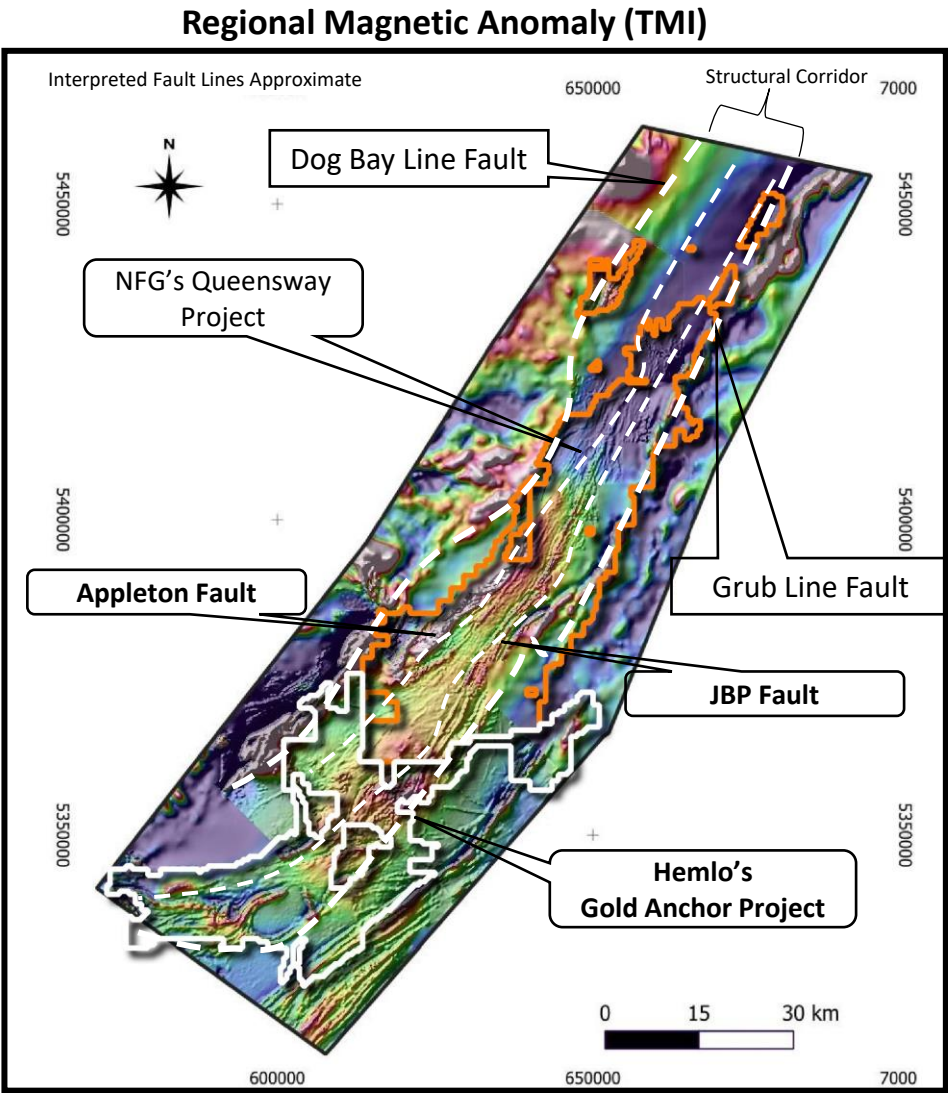 Regional Magnetic Anomaly (TMI)
Interpreted Fault Lines Approximate
Structural Corridor
650000
7000
N
Dog Bay Line Fault
5450000
5450000
NFG's Queensway
Project
5400000
5400000
Appleton Fault
Grub Line Fault
JBP Fault
5350000
5350000
Hemlo's
Gold Anchor Project
0 15 30 km
600000
650000
7000